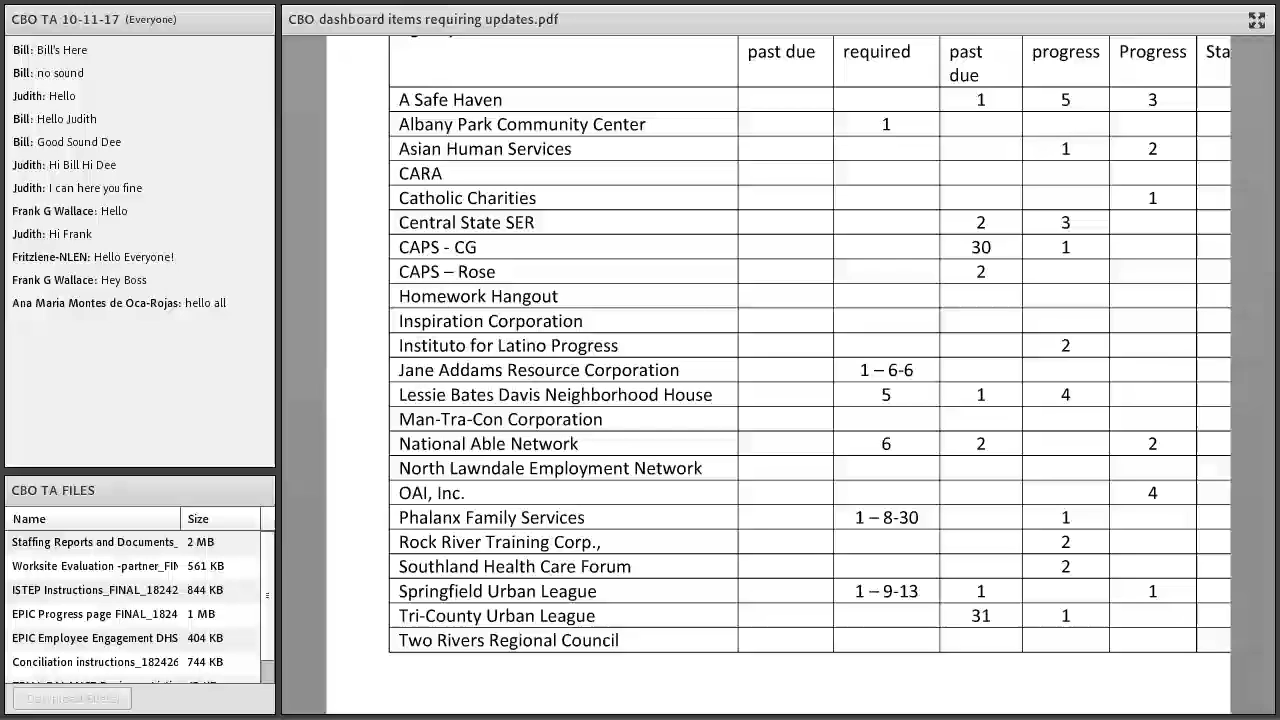 CBO TA 10-11-17 (Everyone)
Bill: Bill's Here
Bill: no sound
Judith: Hello
Bill: Hello Judith
Bill: Good Sound Dee
Judith: Hi Bill Hi Dee
Judith: I can here you fine
Frank G Wallace: Hello
Judith: Hi Frank
Fritzlene-NLEN: Hello Everyone!
Frank G Wallace: Hey Boss
Ana Maria Montes de Oca-Rojas: hello all
CBO TA FILES
Name Size
Staffing Reports and Documents_ 2 MB
Worksite Evaluation -partner_FIN 561 KB
ISTEP Instructions_FINAL_18242 844 KB
EPIC Progress page FINAL_1824 1 MB
EPIC Employee Engagement DHS 404 KB
Conciliation instructions_182426 744 KB
CBO dashboard items requiring updates.pdf
past due required past due progress Progress Sta
A Safe Haven 1 5 3
Albany Park Community Center 1
Asian Human Services 1 2
CARA
Catholic Charities 1
Central State SER 2 3
CAPS - CG 30 1
CAPS – Rose 2
Homework Hangout
Inspiration Corporation
Instituto for Latino Progress 2
Jane Addams Resource Corporation 1 – 6-6
Lessie Bates Davis Neighborhood House 5 1 4
Man-Tra-Con Corporation
National Able Network 6 2 2
North Lawndale Employment Network
OAI, Inc. 4
Phalanx Family Services 1 – 8-30 1
Rock River Training Corp., 2
Southland Health Care Forum 2
Springfield Urban League 1 – 9-13 1 1
Tri-County Urban League 31 1
Two Rivers Regional Council